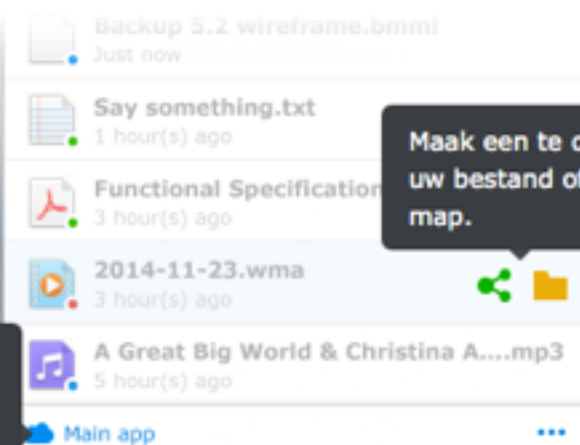 Backup 5.2 wireframe.bmml
Just now
Say something.txt
1 hour(s) ago
Maak een te
uw bestand
map.
Functional Specification
3 hour(s) ago
2014-11-23.wma
3 hour(s) ago
A Great Big World & Christina A....mp3
5 hour(s) ago
Main app